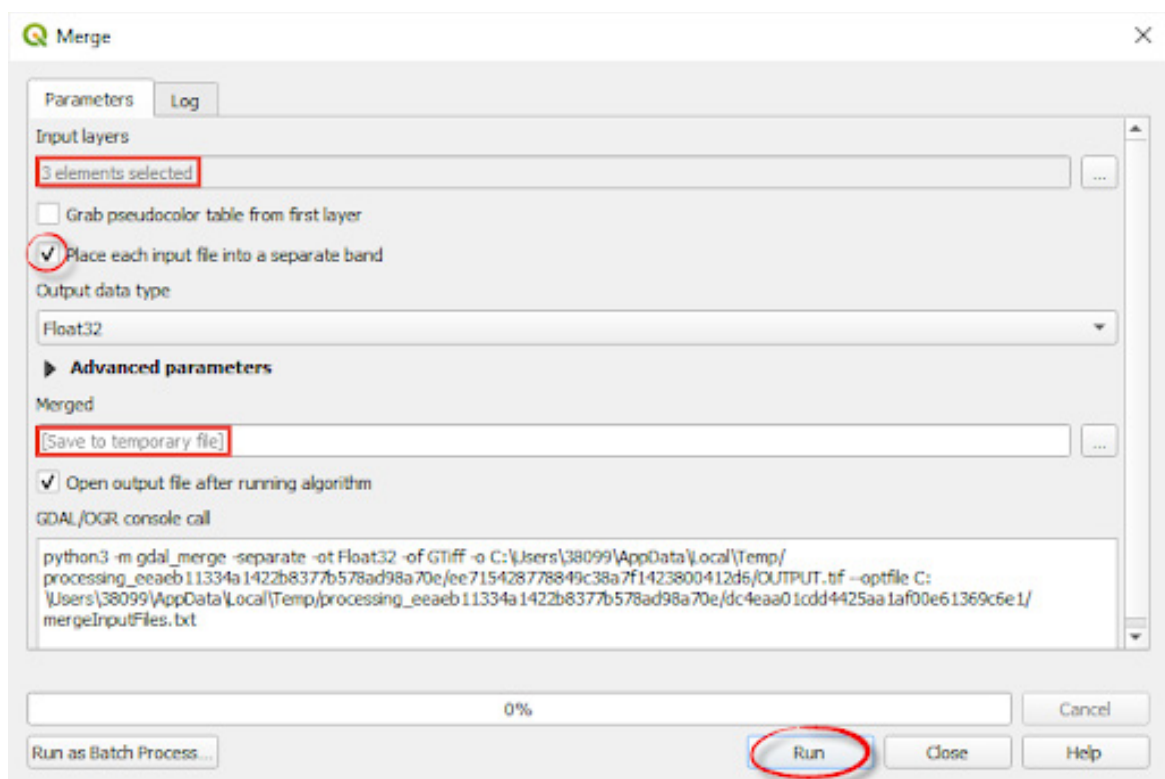 Merge
Parameters
Log
Input layers
3 elements selected
...
Grab pseudocolor table from first layer
Place each input file into a separate band
Output data type
Float32
Advanced parameters
Merged
[Save to temporary file]
...
Open output file after running algorithm
GDAL/OGR console call
python3 -m gdal_merge -separate -ot Float32 -of GTiff -o C:\Users\38099\AppData\Local\Temp/
processing_eeaeb11334a1422b8377b578ad98a70e/ee715428778849c38a7f1423800412d6/OUTPUT.tif --optfile C:
\Users\38099\AppData\Local\Temp/processing_eeaeb11334a1422b8377b578ad98a70e/dc4eaa01cdd4425aa1af00e61369c6e1/
mergeInputFiles.txt
0%
Cancel
Run as Batch Process...
Run
Close
Help